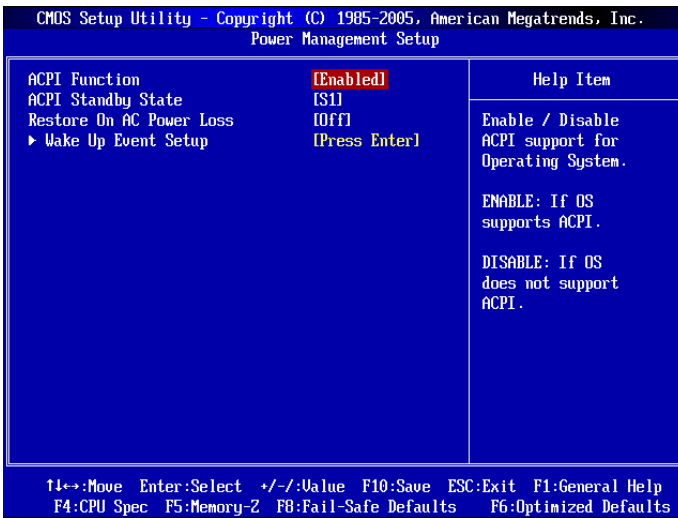 CMOS Setup Utility - Copyright (C) 1985-2005, American Megatrends, Inc.
Power Management Setup
ACPI Function [Enabled]
ACPI Standby State [S1]
Restore On AC Power Loss [Off]
▶ Wake Up Event Setup [Press Enter]
Help Item
Enable / Disable
ACPI support for
Operating System.
ENABLE: If OS
supports ACPI.
DISABLE: If OS
does not support
ACPI.
↑↓↔:Move Enter:Select +/-/:Value F10:Save ESC:Exit F1:General Help
F4:CPU Spec F5:Memory-Z F8:Fail-Safe Defaults F6:Optimized Defaults